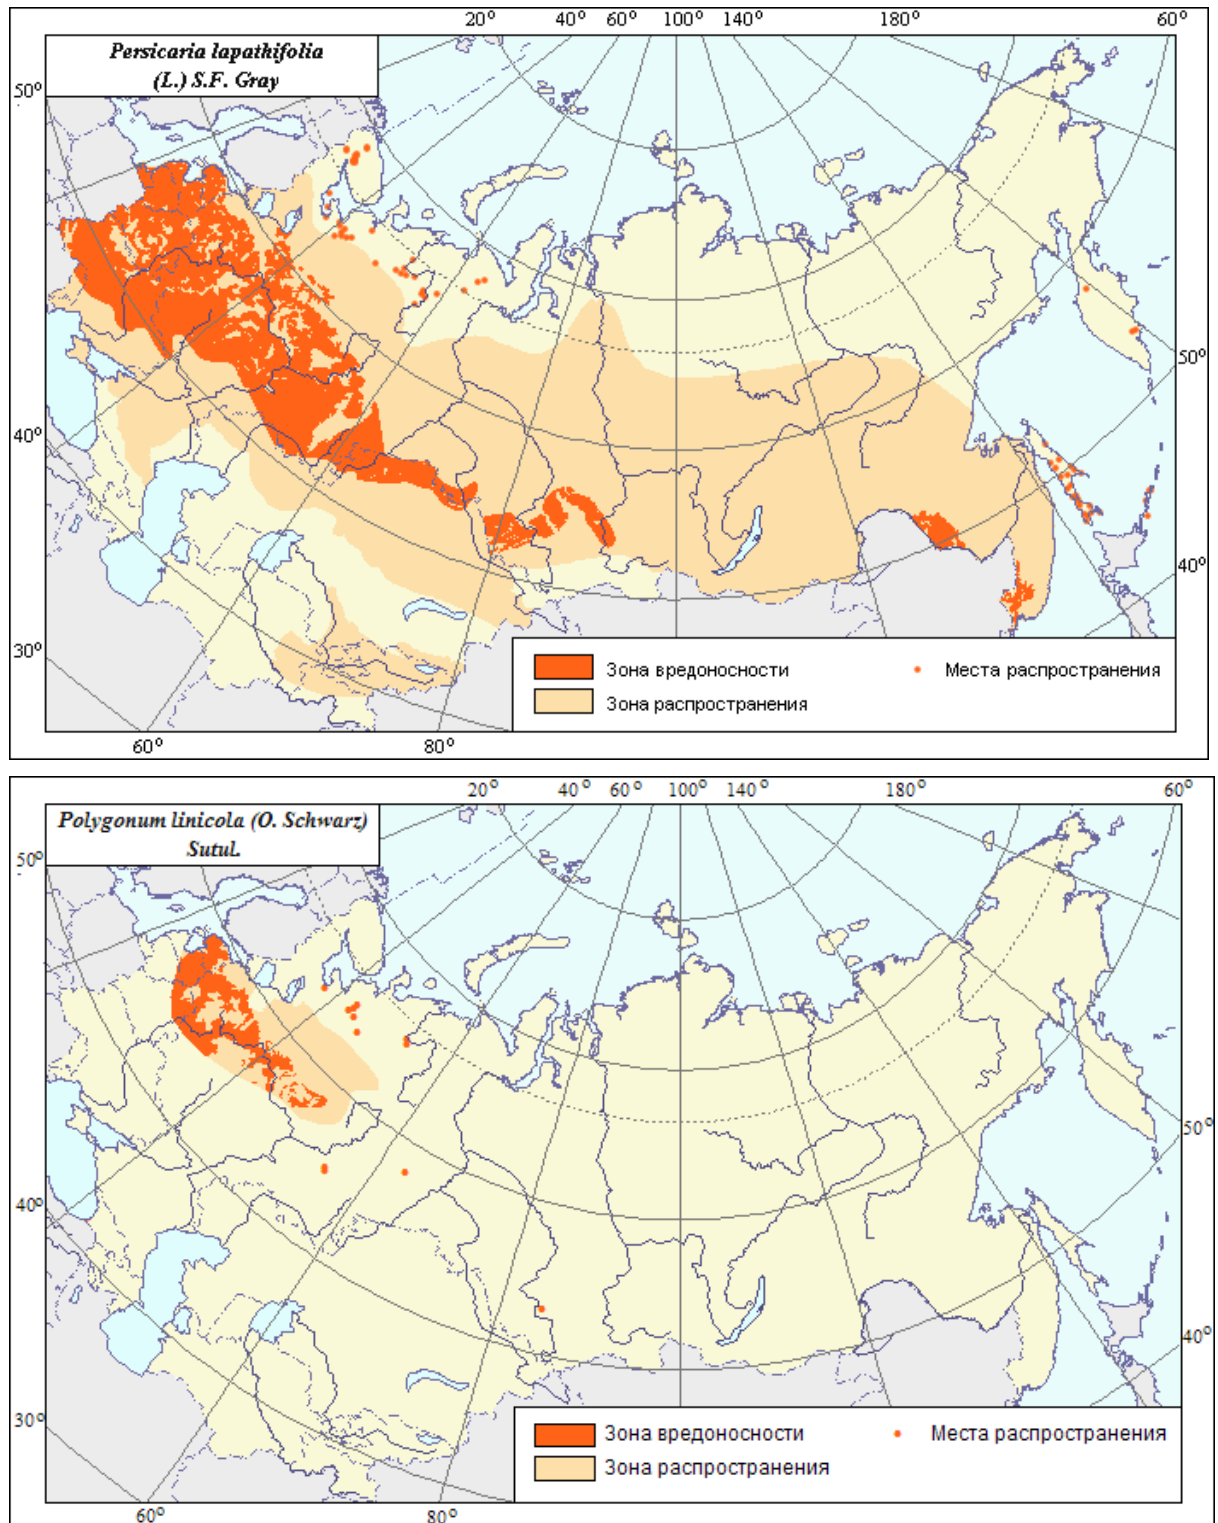 20° 40° 60° 100° 140° 180° 60°
Persicaria lapathifolia
(L.) S.F. Gray
50°
50°
40°
40°
30°
Зона вредоносности
Места распространения
Зона распространения
60° 80°
20° 40° 60° 100° 140° 180° 60°
Polygonum linicola (O. Schwarz)
Sutul.
50°
50°
40°
40°
30°
Зона вредоносности
Места распространения
Зона распространения
60° 80°